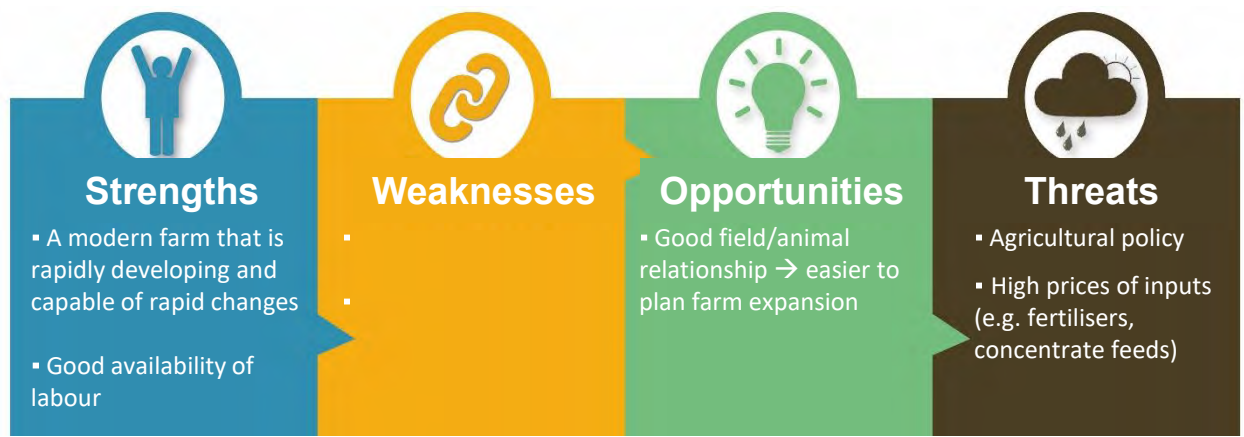 Strengths
▪ A modern farm that is
rapidly developing and
capable of rapid changes
▪ Good availability of
labour
Weaknesses
▪
▪
Opportunities
▪ Good field/animal
relationship → easier to
plan farm expansion
Threats
▪ Agricultural policy
▪ High prices of inputs
(e.g. fertilisers,
concentrate feeds)